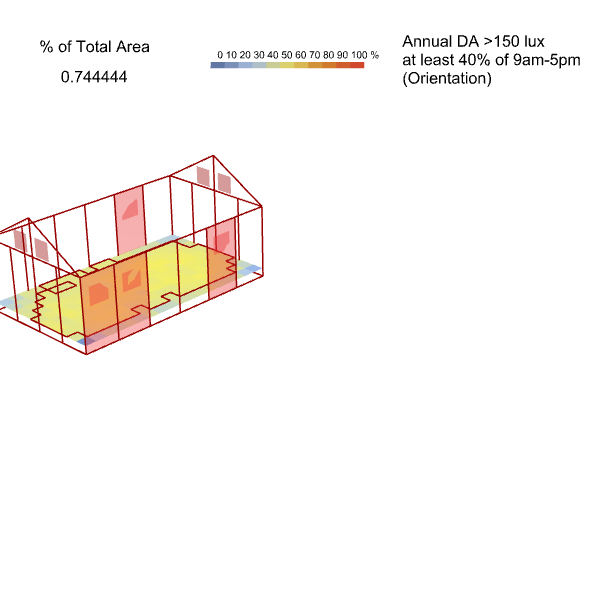 % of Total Area
0.744444
0 10 20 30 40 50 60 70 80 90 100 %
Annual DA >150 lux
at least 40% of 9am-5pm
(Orientation)